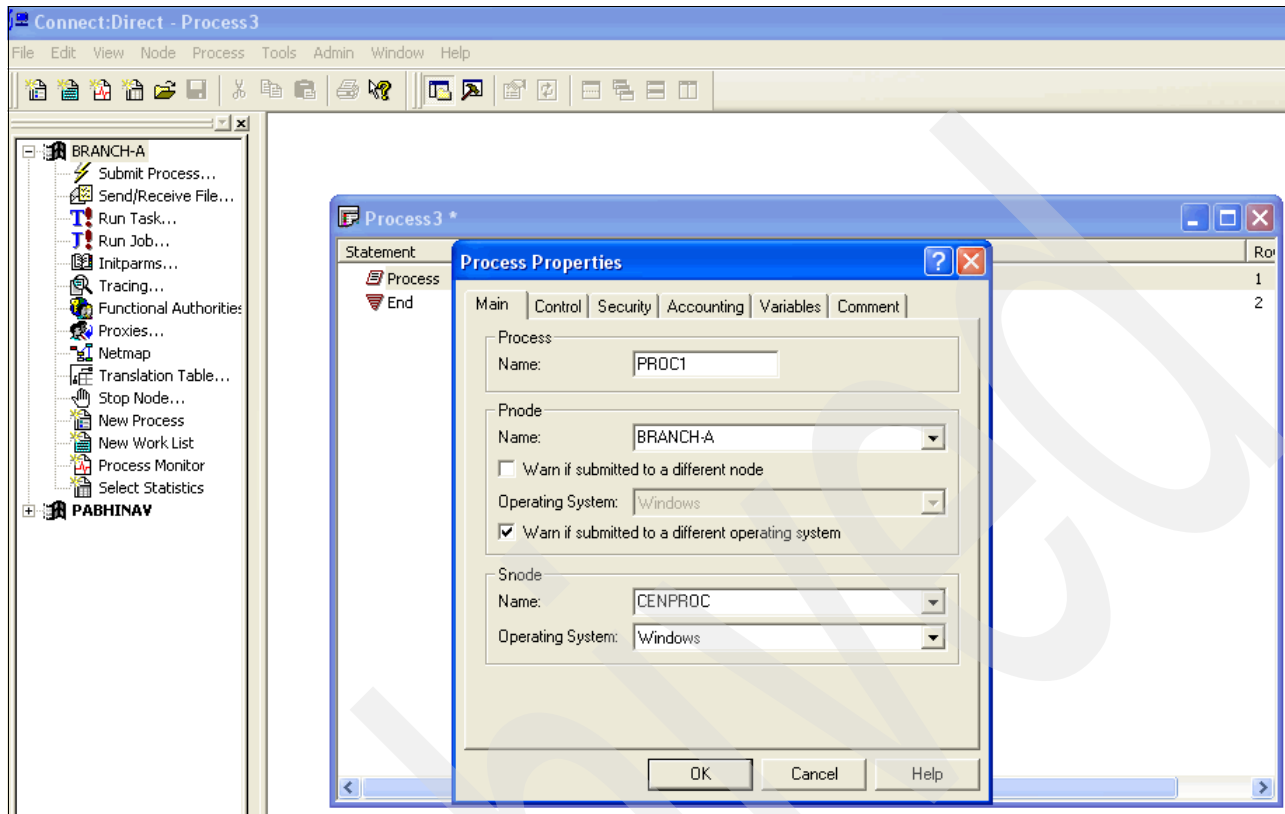 Connect:Direct - Process3
File Edit View Node Process Tools Admin Window Help
BRANCH-A
Submit Process...
Send/Receive File...
Run Task...
Run Job...
Initparms...
Tracing...
Functional Authorities
Proxies...
Netmap
Translation Table...
Stop Node...
New Process
New Work List
Process Monitor
Select Statistics
PABHINAV
Process3 *
Statement Rou
Process 1
End 2
Process Properties
Main Control Security Accounting Variables Comment
Process
Name: PROC1
Pnode
Name: BRANCH-A
Warn if submitted to a different node
Operating System: Windows
Warn if submitted to a different operating system
Snode
Name: CENPROC
Operating System: Windows
OK Cancel Help